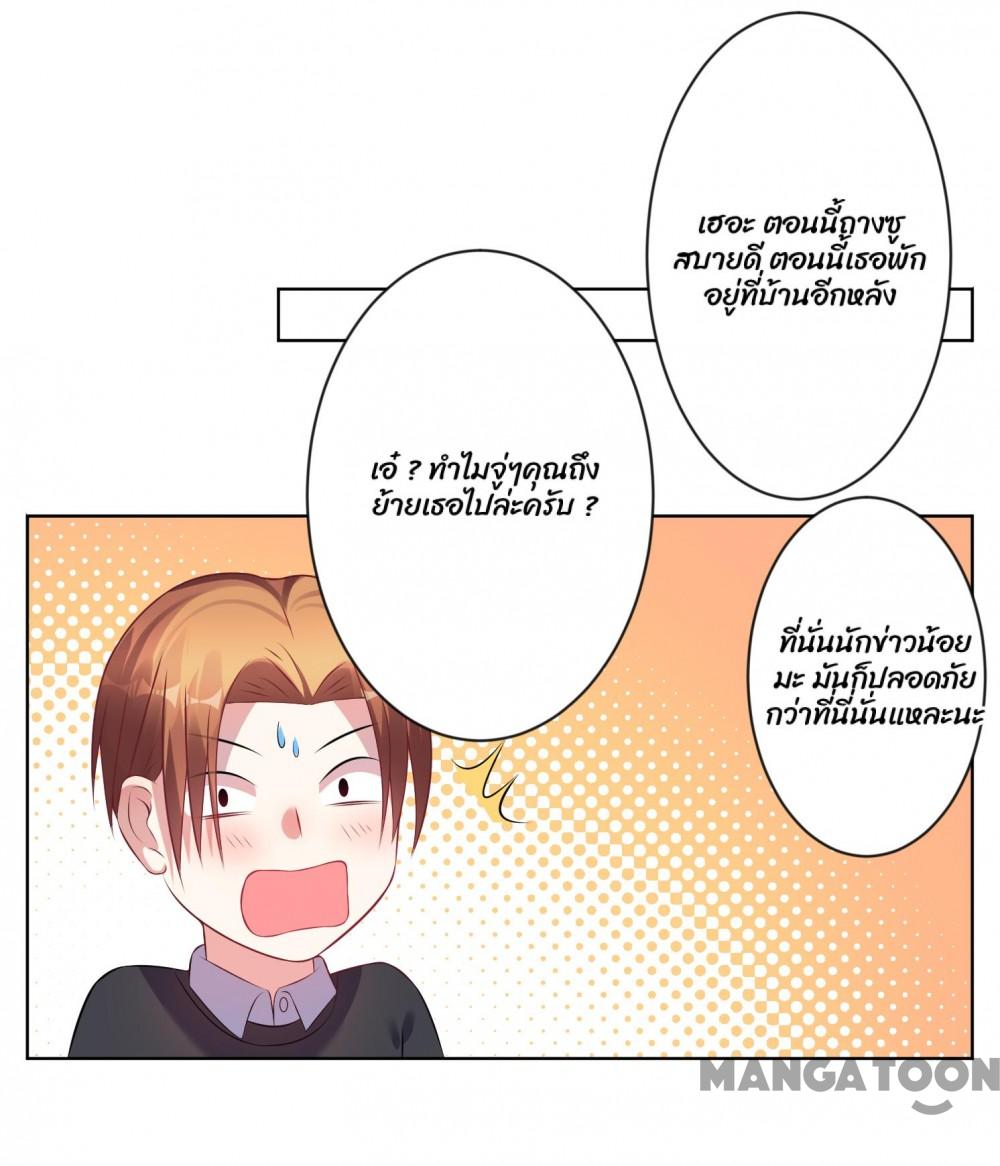 เฮอะ ตอนนี้ถางซู
สบายดี ตอนนี้เธอพัก
อยู่ที่บ้านอีกหลัง
เอ๋ ? ทำไมจู่ๆคุณถึง
ย้ายเธอไปล่ะครับ ?
ที่นั่นนักข่าวน้อย
มะ มันก็ปลอดภัย
กว่าที่นี่นั่นแหละนะ
MANGATOON